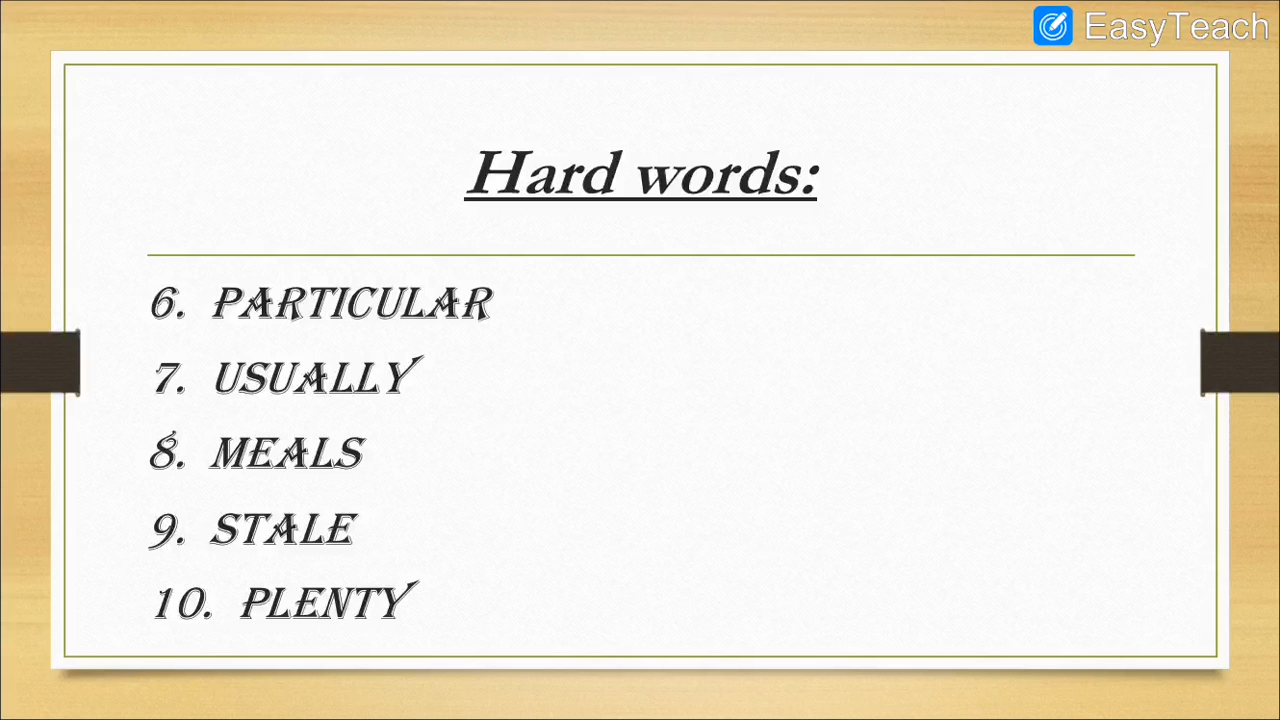 EasyTeach
Hard words:
6. PARTICULAR
7. USUALLY
8. MEALS
9. STALE
10. PLENTY